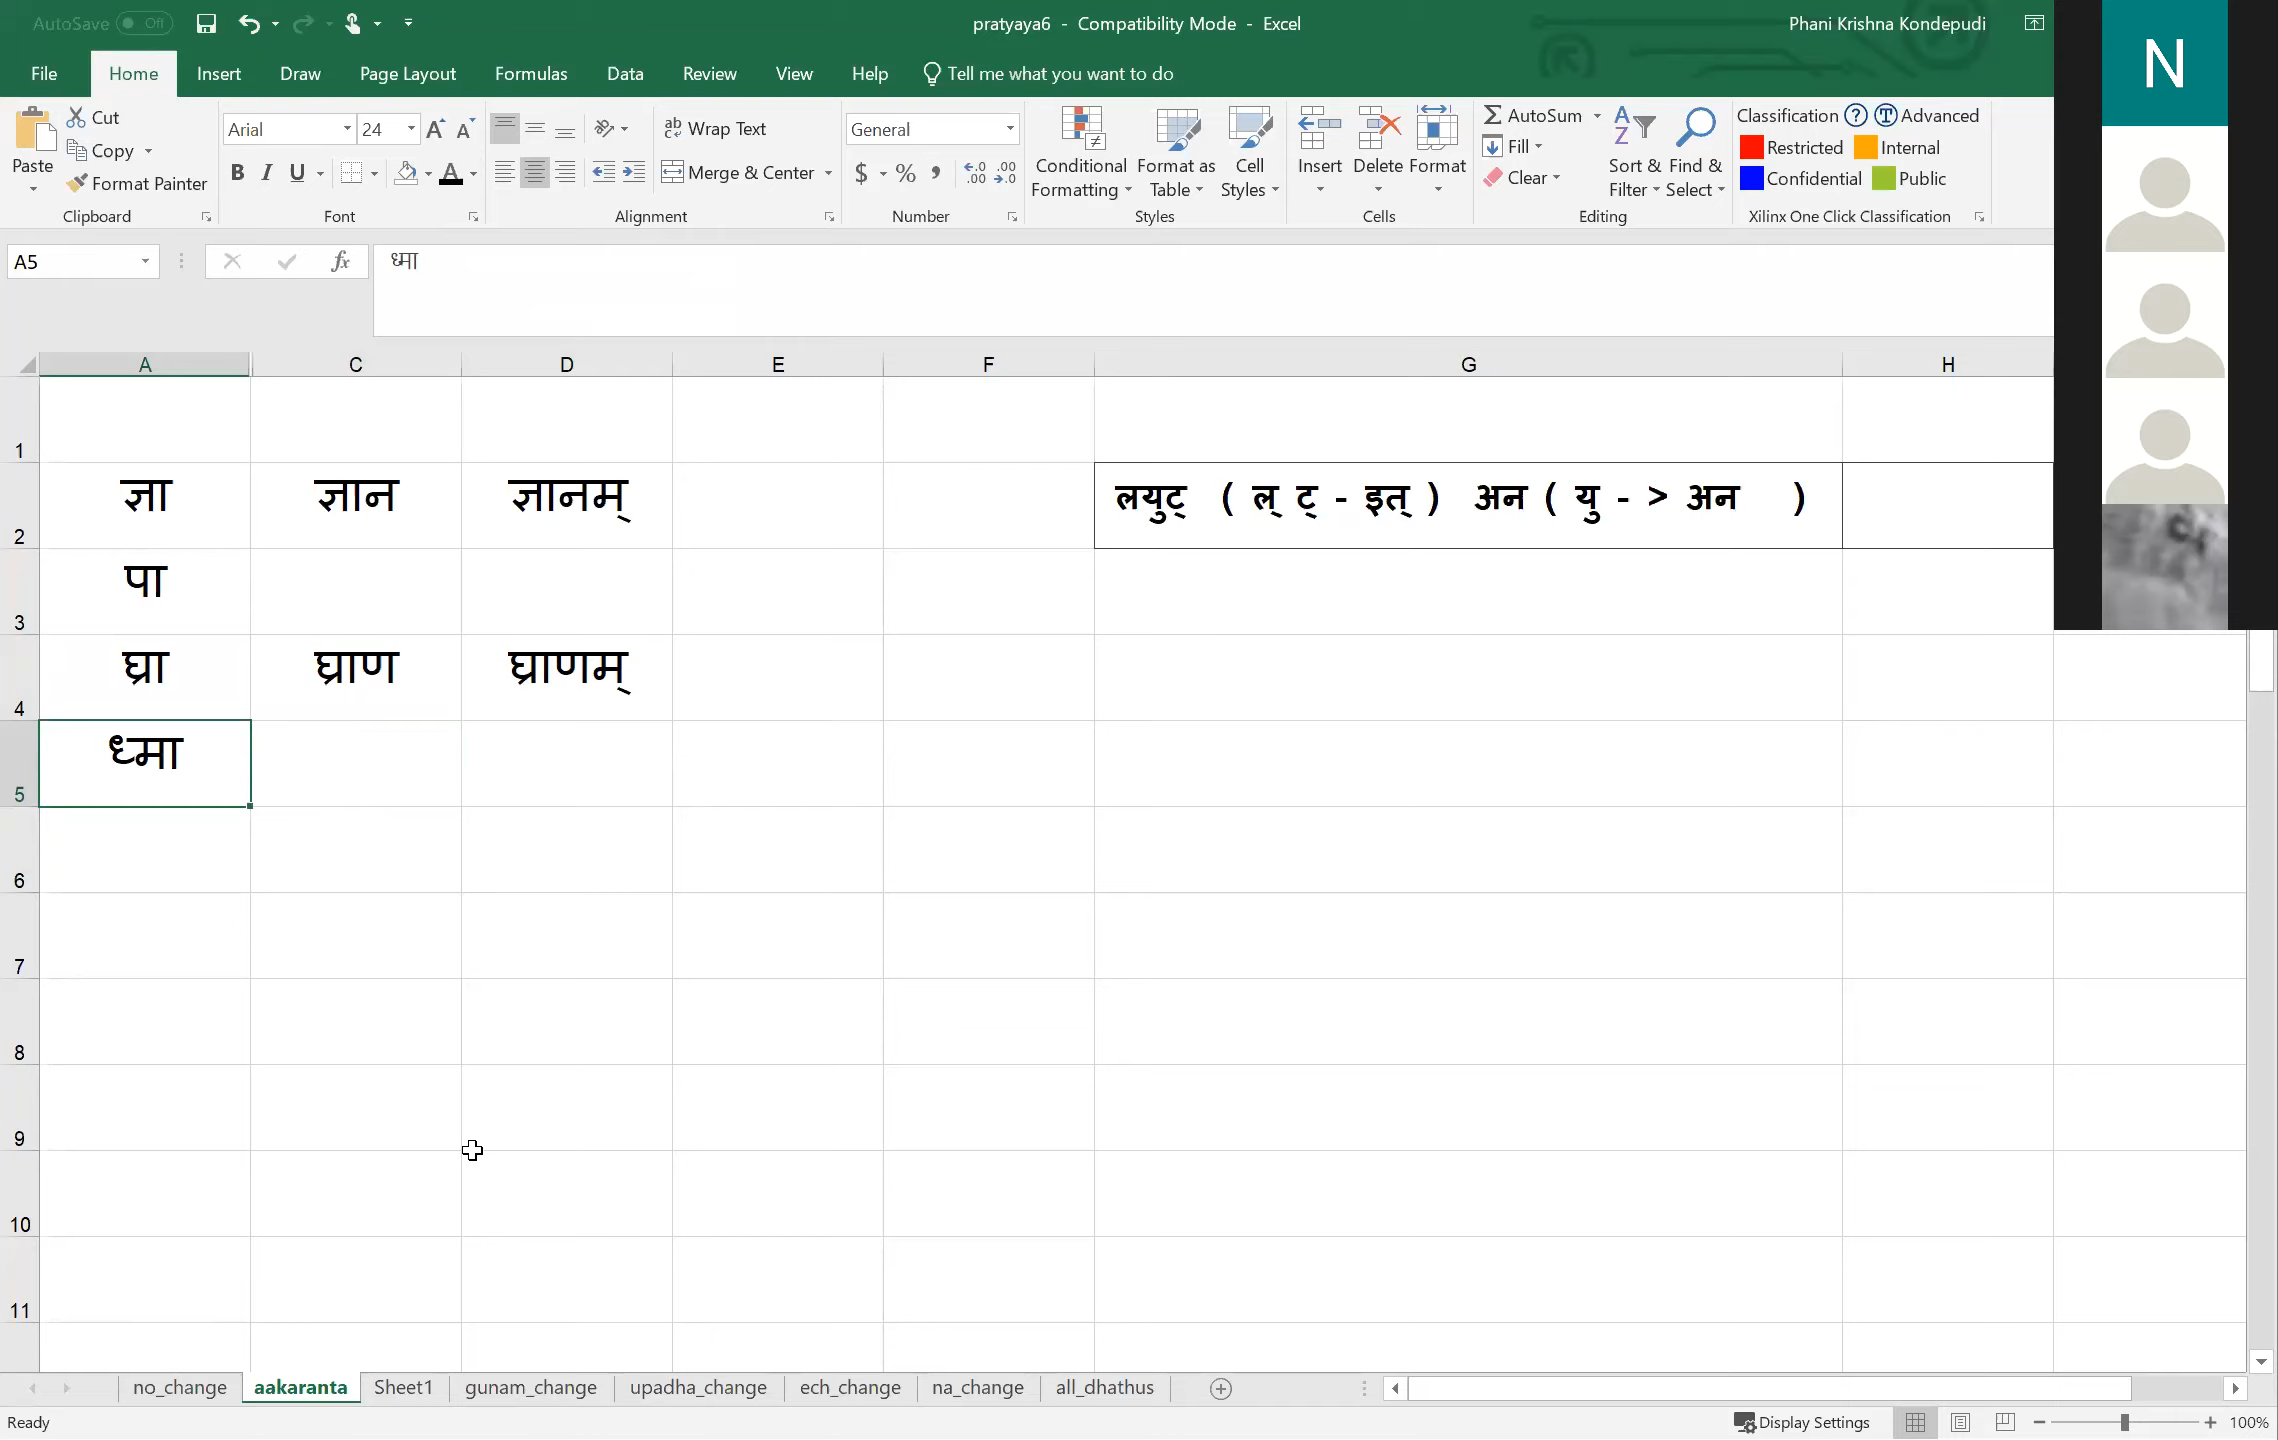 AutoSave Off
pratyaya6 - Compatibility Mode - Excel
Phani Krishna Kondepudi
N
File Home Insert Draw Page Layout Formulas Data Review View Help Tell me what you want to do
Paste
Cut
Copy
Format Painter
Clipboard
Arial 24
B I U
Font
Wrap Text
Merge & Center
Alignment
General
Number
Conditional Formatting
Format as Table
Cell Styles
Styles
Insert
Delete
Format
Cells
AutoSum
Fill
Clear
Sort & Filter
Find & Select
Editing
Classification Advanced
Restricted Internal
Confidential Public
Xilinx One Click Classification
A5 fx ध्मा
A C D E F G H
1
2 ज्ञा ज्ञान ज्ञानम् लयुट् ( ल् ट् - इत् ) अन ( यु - > अन )
3 पा
4 घ्रा घ्राण घ्राणम्
5 ध्मा
6
7
8
9
10
11
no_change aakaranta Sheet1 gunam_change upadha_change ech_change na_change all_dhathus
Ready Display Settings 100%